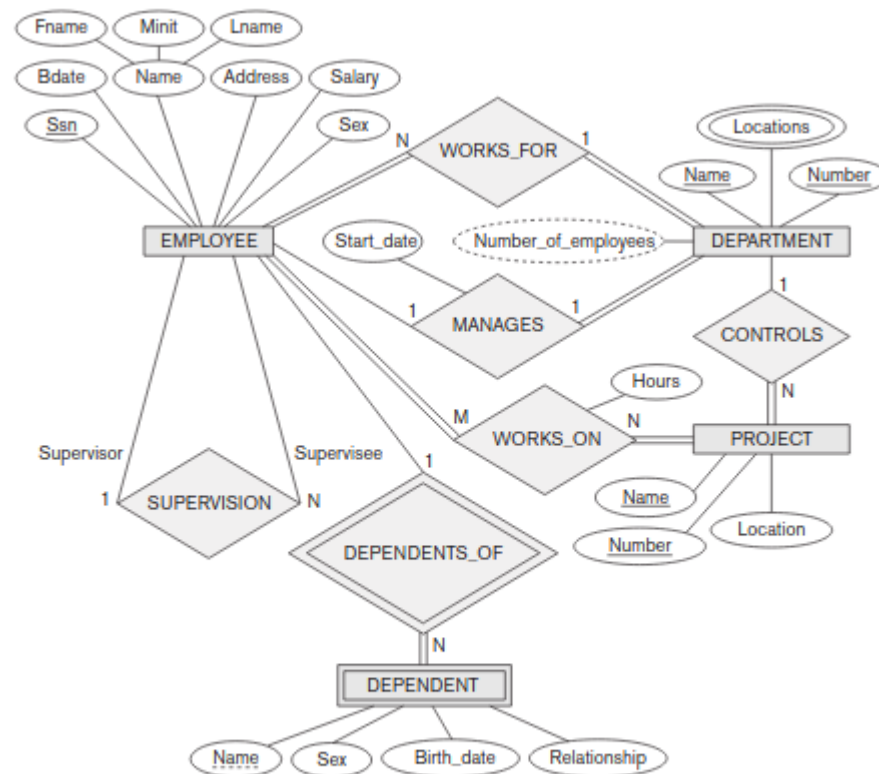 Fname Minit Lname
Bdate Name Address Salary
Ssn Sex
N WORKS_FOR 1
Locations
Name Number
EMPLOYEE Start_date Number_of_employees DEPARTMENT
1 MANAGES 1
1
CONTROLS
N
Hours
M WORKS_ON N PROJECT
Supervisor Supervisee
1 SUPERVISION N
1
Name
Number Location
DEPENDENTS_OF
N
DEPENDENT
Name Sex Birth_date Relationship